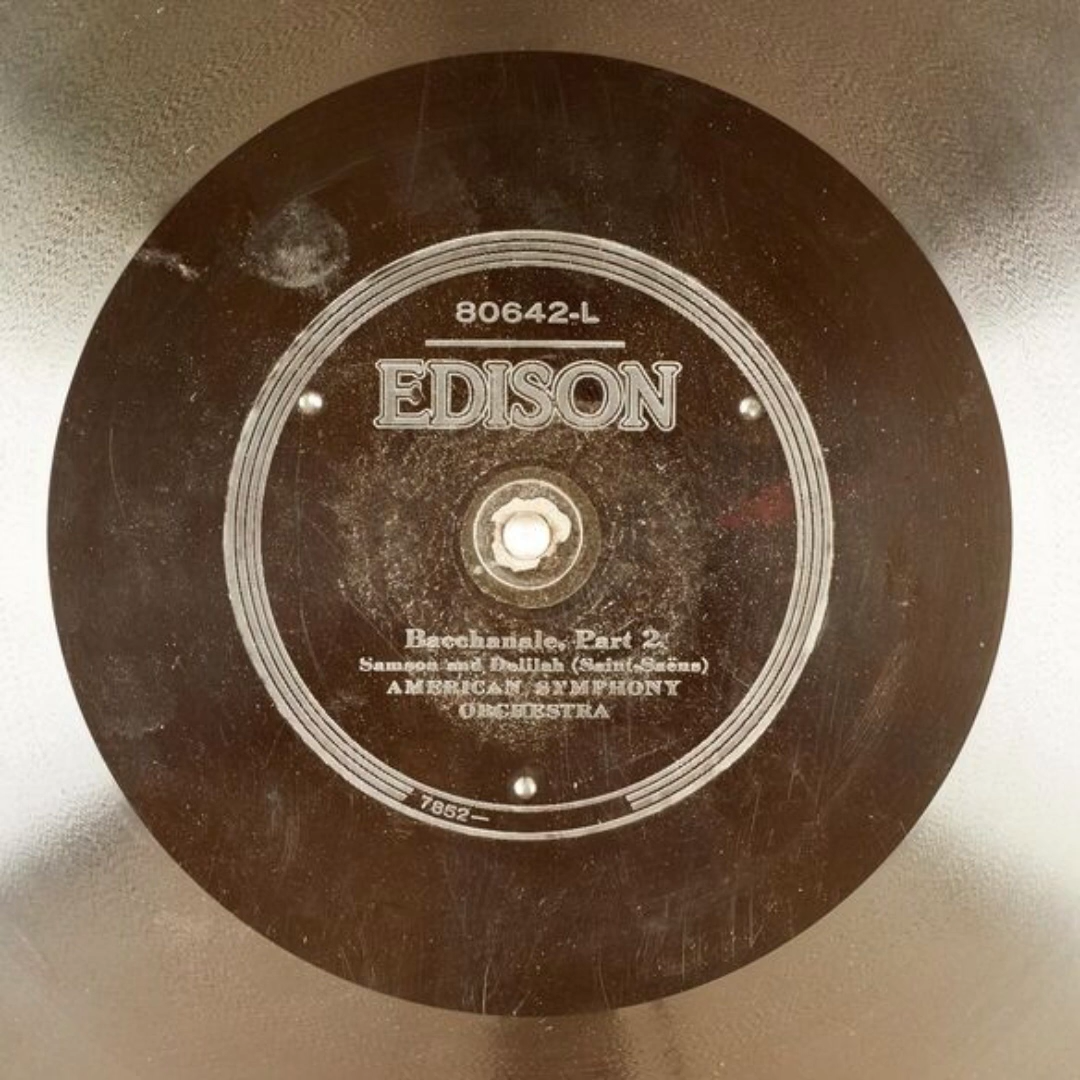 80642-L
EDISON
Bacchanale, Part 2.
Samson and Delilah (Saint-Saëns)
AMERICAN SYMPHONY
ORCHESTRA
7852—